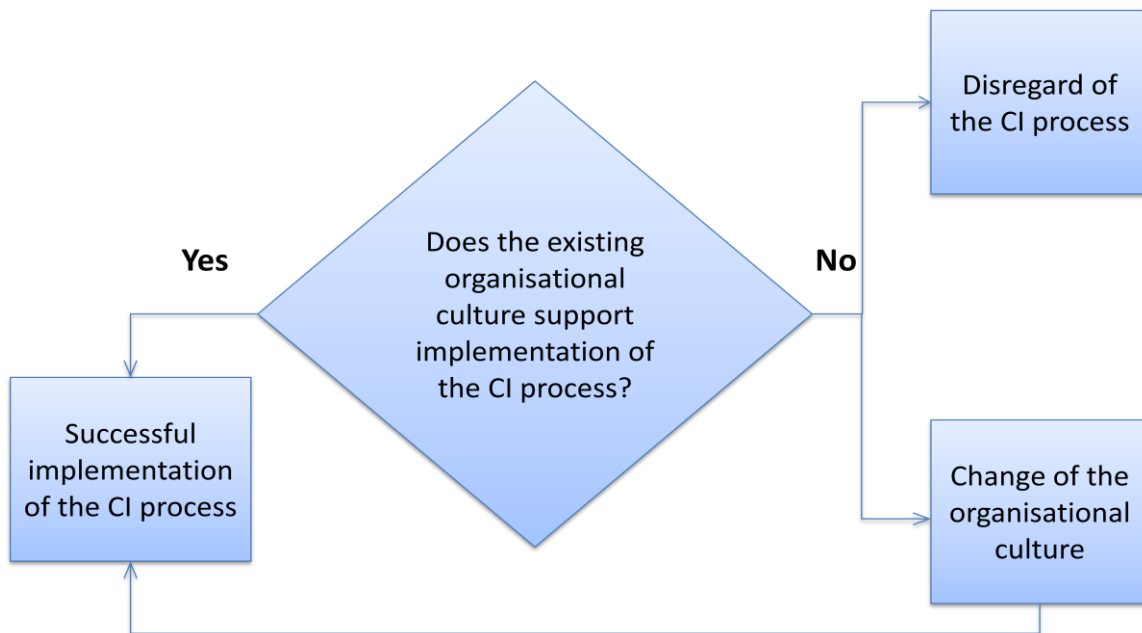 Disregard of
the CI process
Does the existing
organisational
culture support
implementation of
the CI process?
Yes
No
Successful
implementation
of the CI process
Change of the
organisational
culture